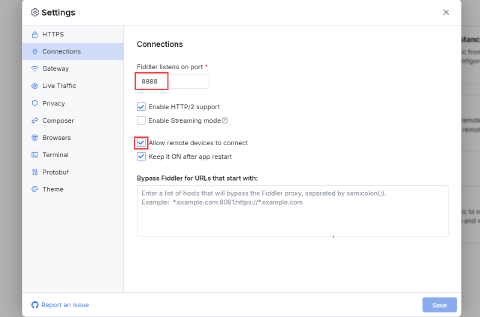 Settings
HTTPS
Connections
Gateway
Live Traffic
Privacy
Composer
Browsers
Terminal
Protobuf
Theme
Connections
Fiddler listens on port *
8888
Enable HTTP/2 support
Enable Streaming mode
Allow remote devices to connect
Keep it ON after app restart
Bypass Fiddler for URLs that start with:
Enter a list of hosts that will bypass the Fiddler proxy, separated by semicolon(;).
Example: *.example.com:8081;https://*.example.com
Report an Issue
Save